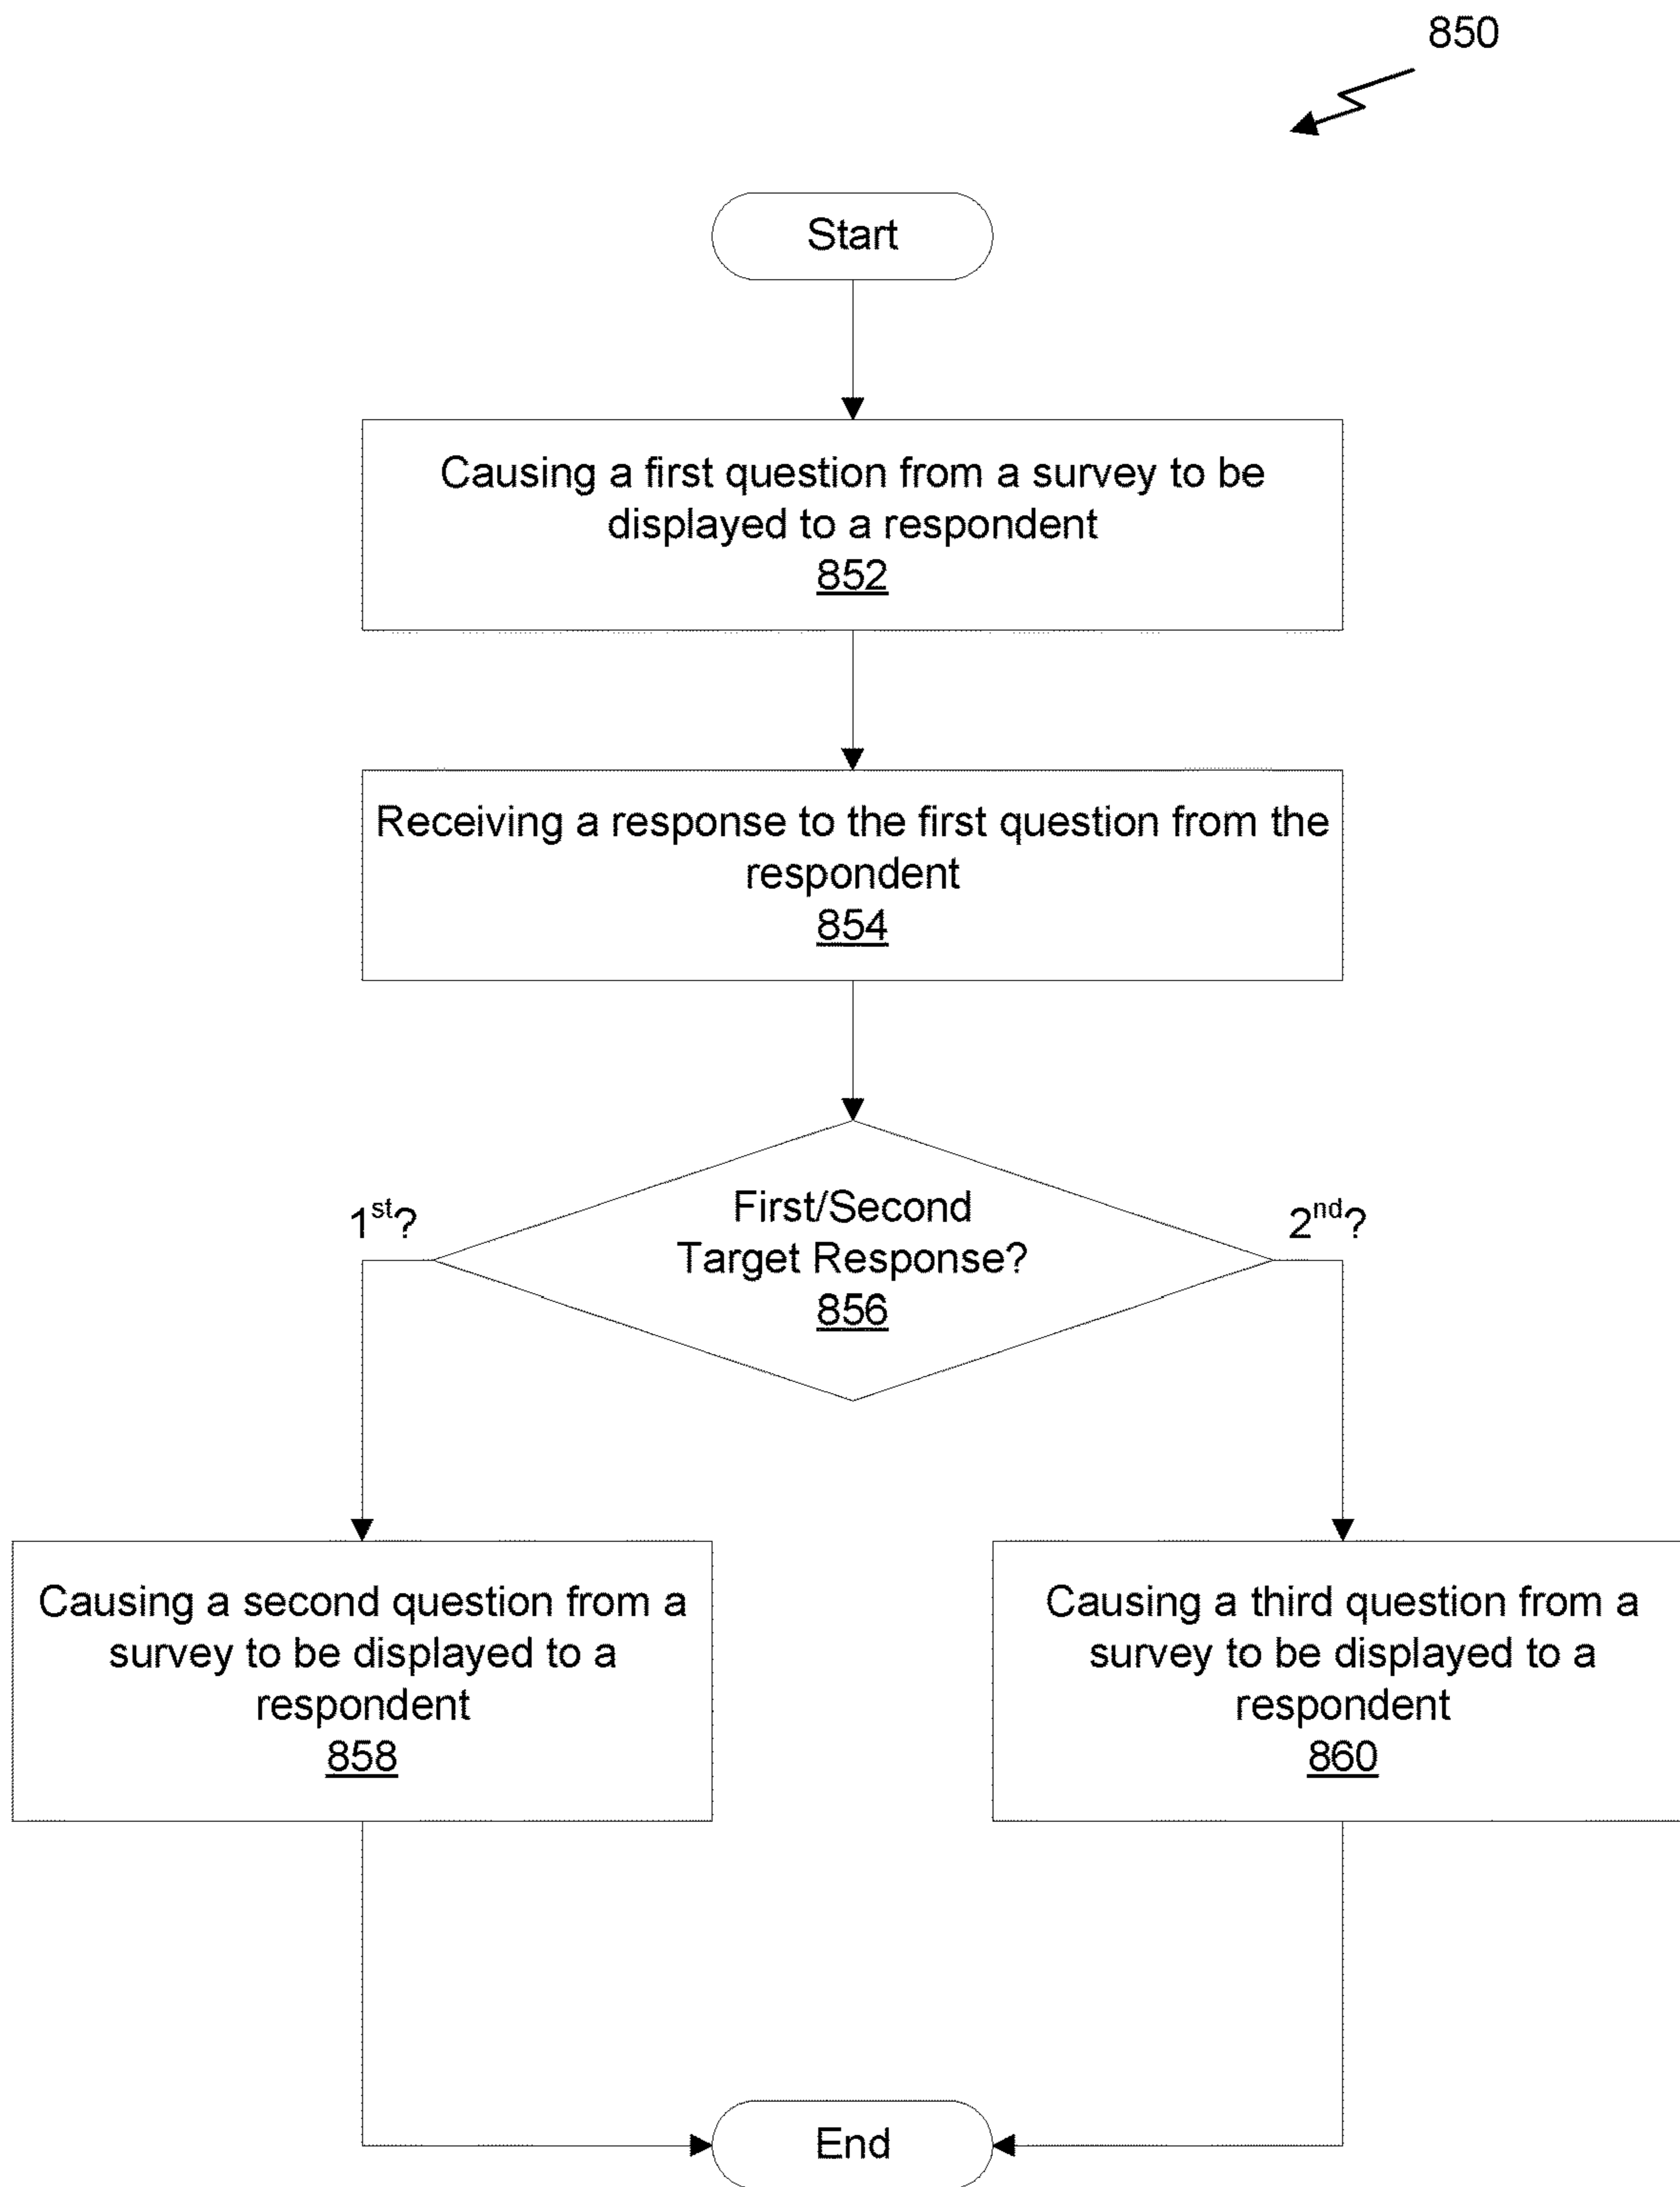 850
Start
Causing a first question from a survey to be
displayed to a respondent
852
Receiving a response to the first question from the
respondent
854
First/Second
Target Response?
856
1st?
2nd?
Causing a second question from a
survey to be displayed to a
respondent
858
Causing a third question from a
survey to be displayed to a
respondent
860
End